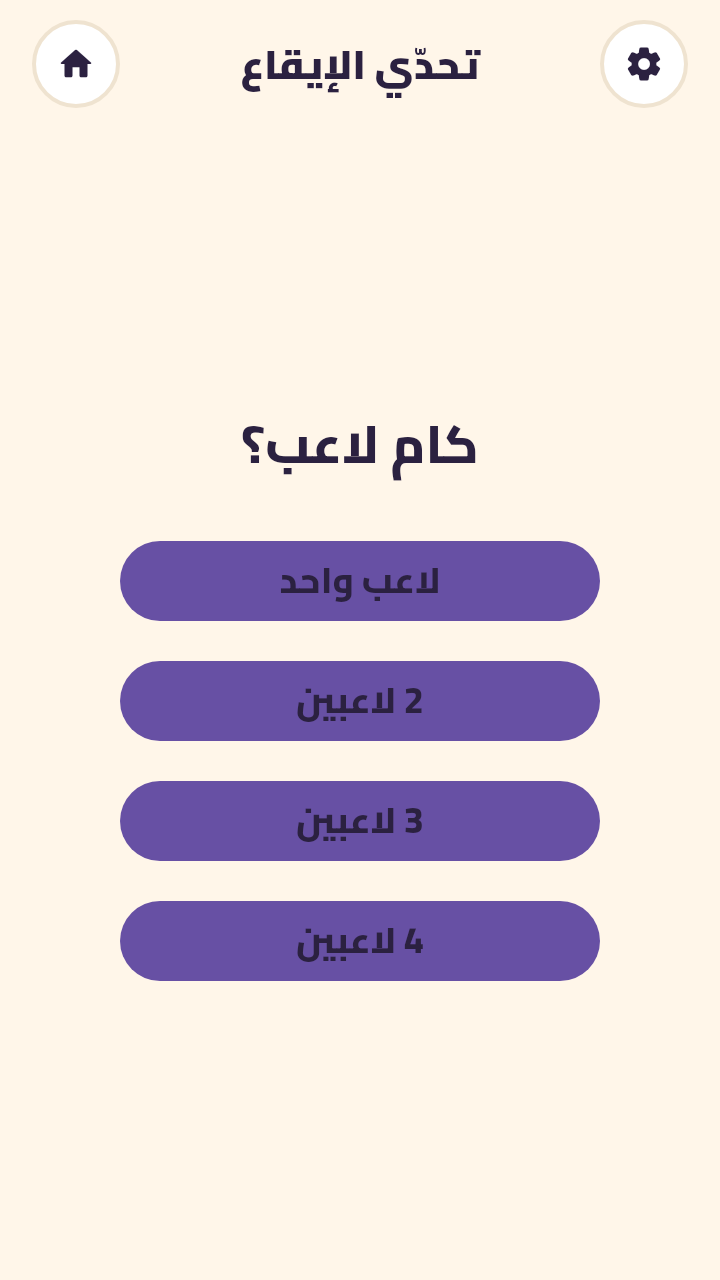 تحدّي الإيقاع
كام لاعب؟
لاعب واحد
2 لاعبين
3 لاعبين
4 لاعبين